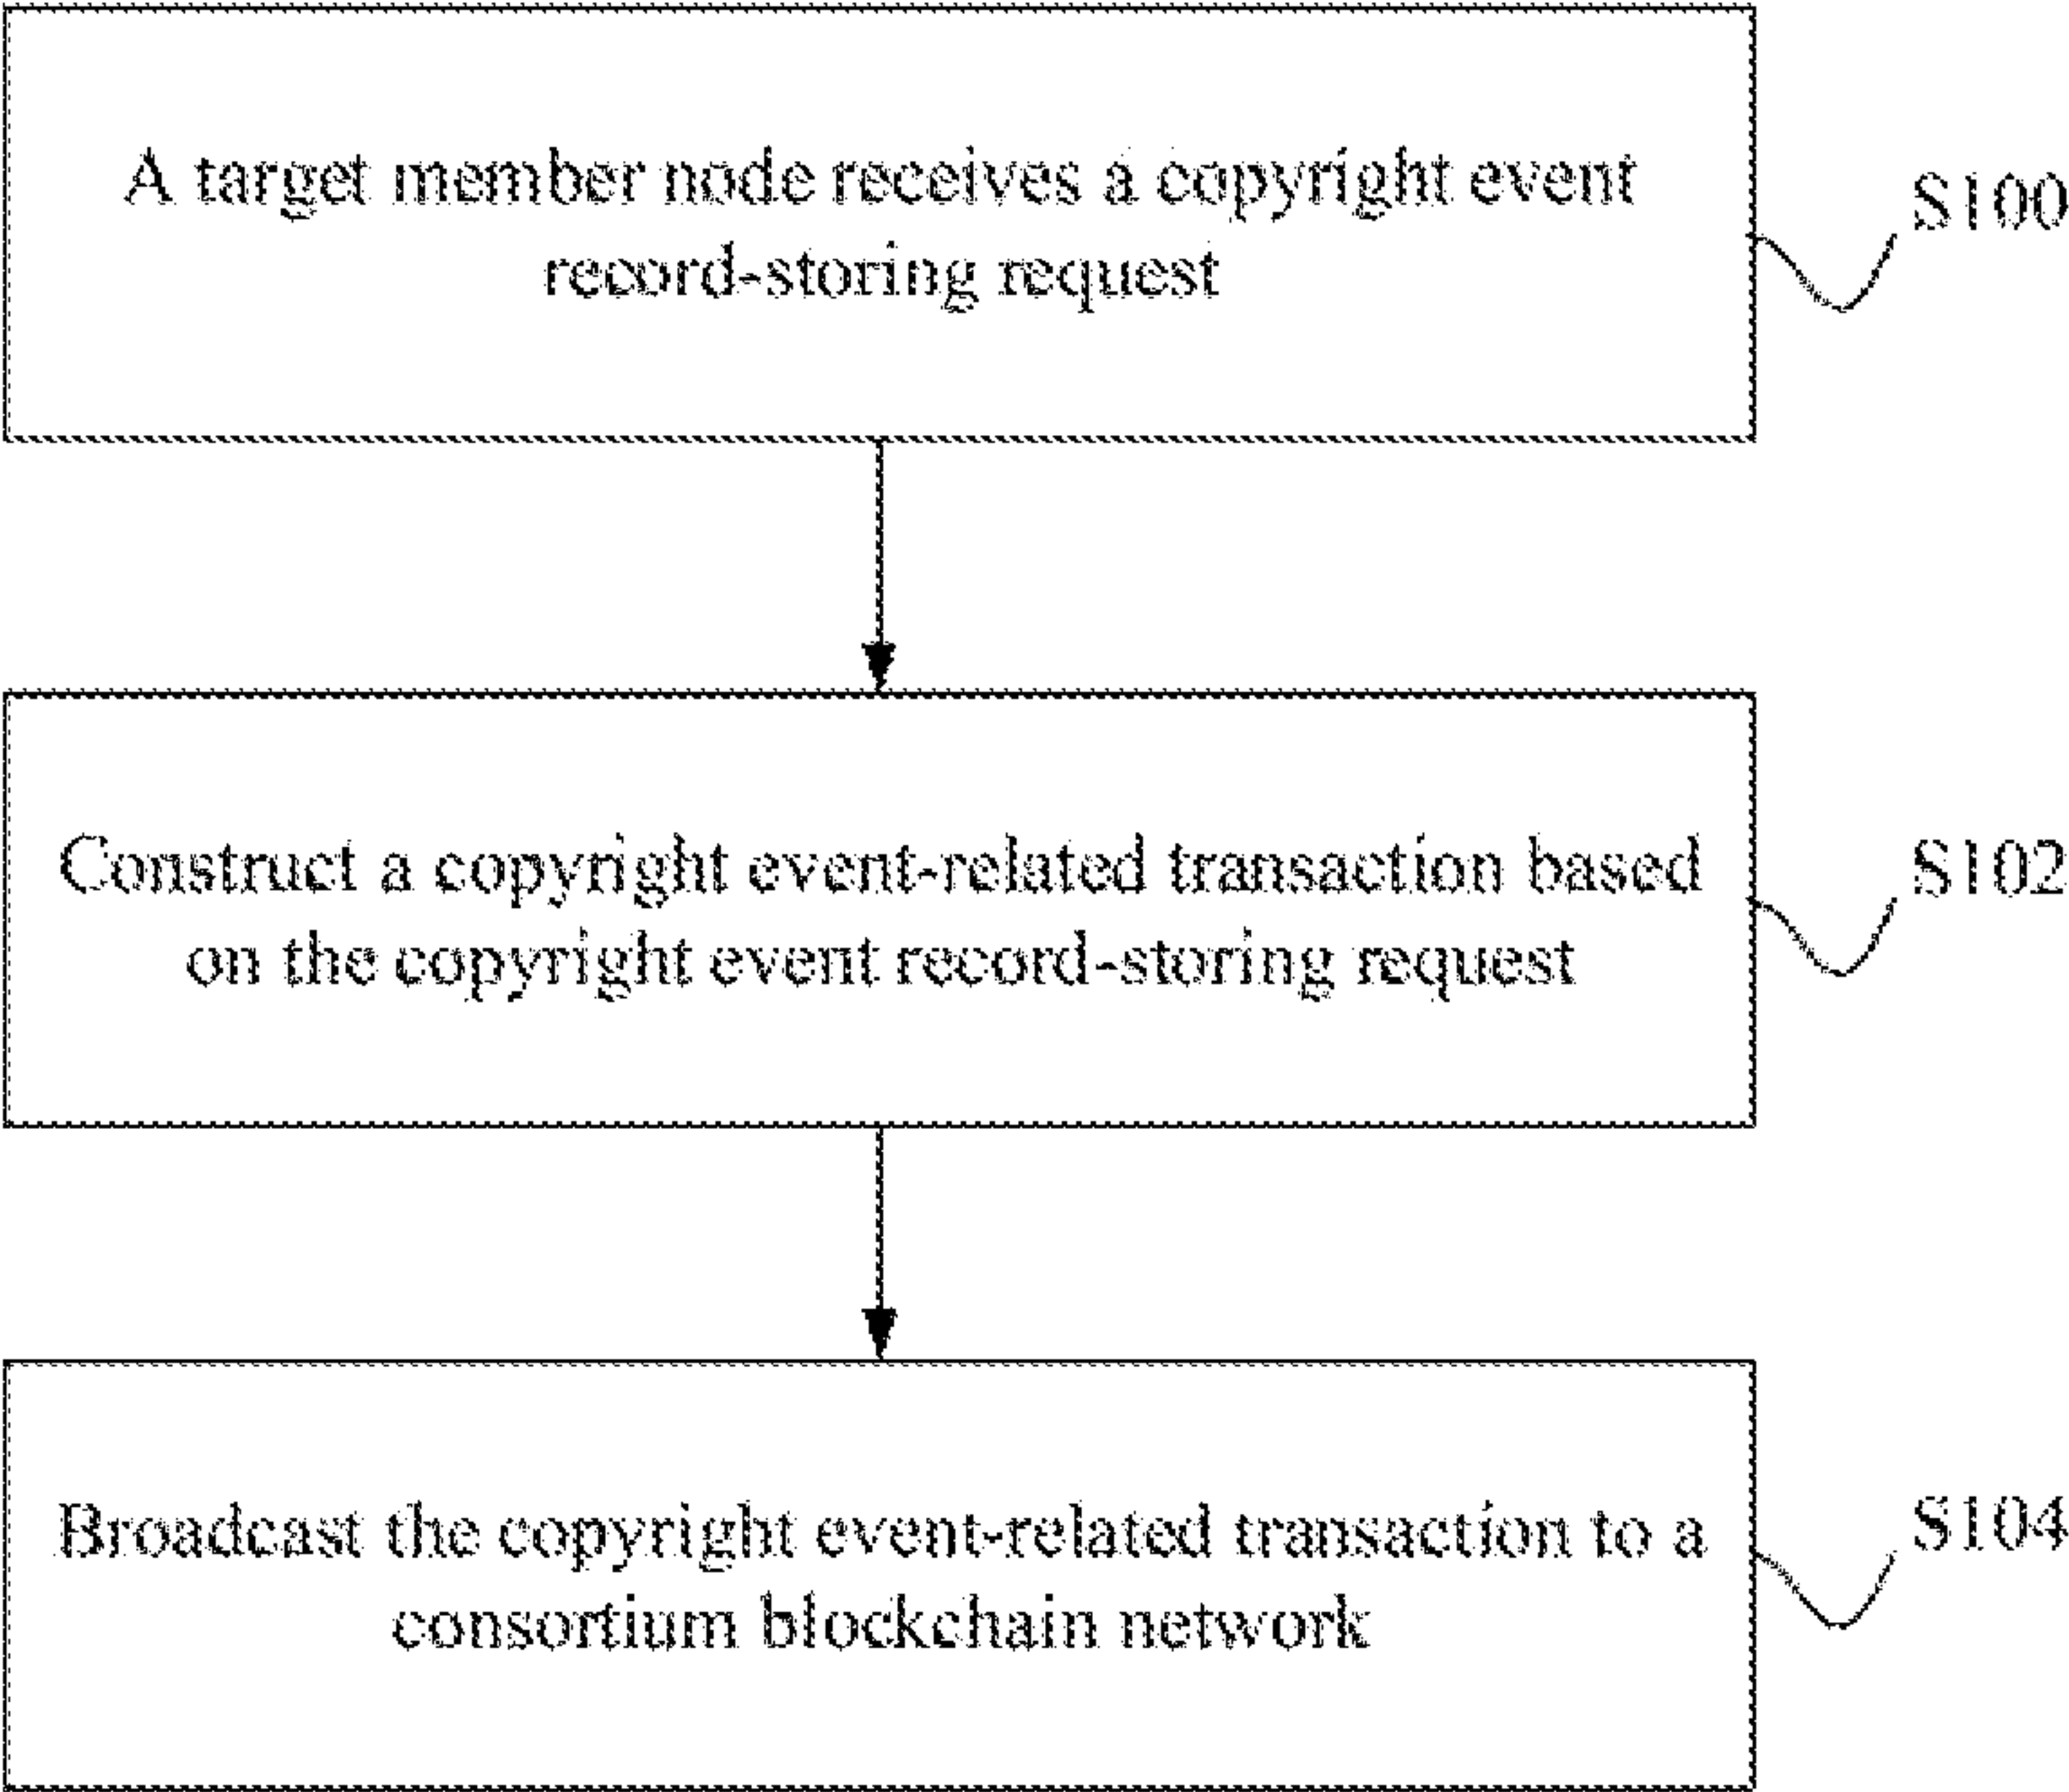 A target member node receives a copyright event
record-storing request
S100
Construct a copyright event-related transaction based
on the copyright event record-storing request
S102
Broadcast the copyright event-related transaction to a
consortium blockchain network
S104